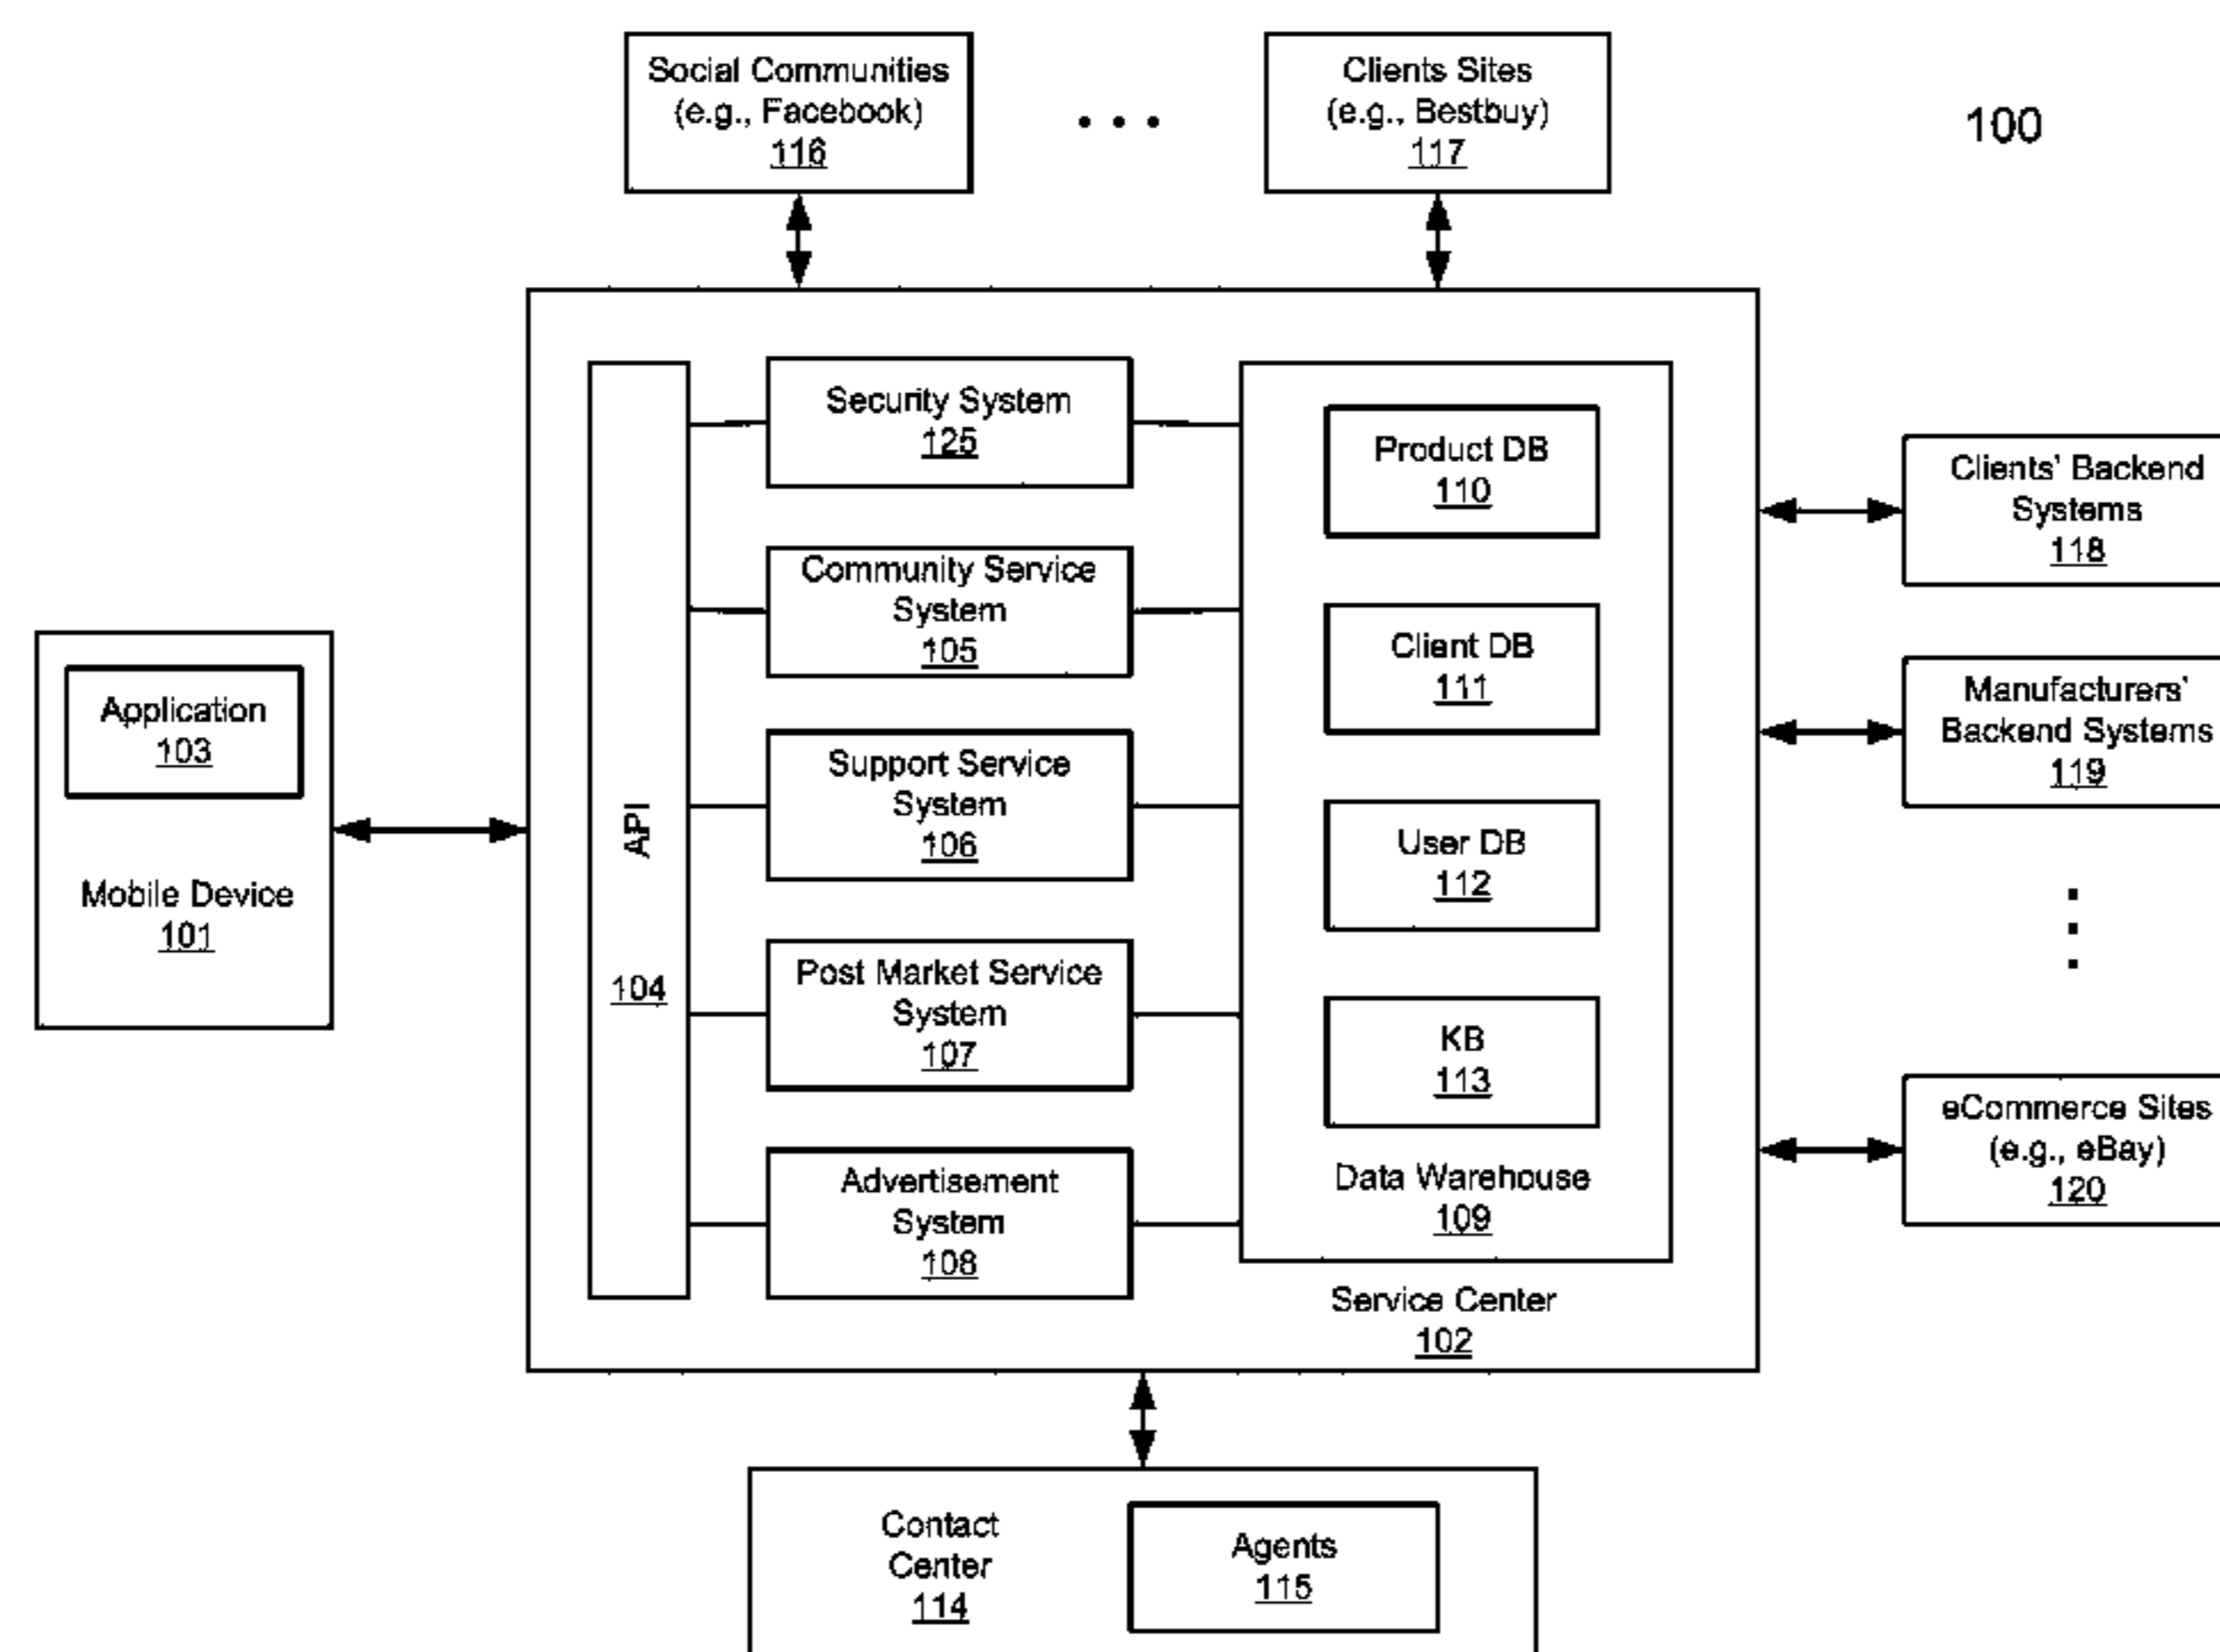 Social Communities
(e.g., Facebook)
116
• • •
Clients Sites
(e.g., Bestbuy)
117
100
Application
103
Mobile Device
101
API
104
Security System
125
Community Service
System
105
Support Service
System
106
Post Market Service
System
107
Advertisement
System
108
Product DB
110
Client DB
111
User DB
112
KB
113
Data Warehouse
109
Service Center
102
Clients' Backend
Systems
118
Manufacturers'
Backend Systems
119
eCommerce Sites
(e.g., eBay)
120
Contact
Center
114
Agents
115